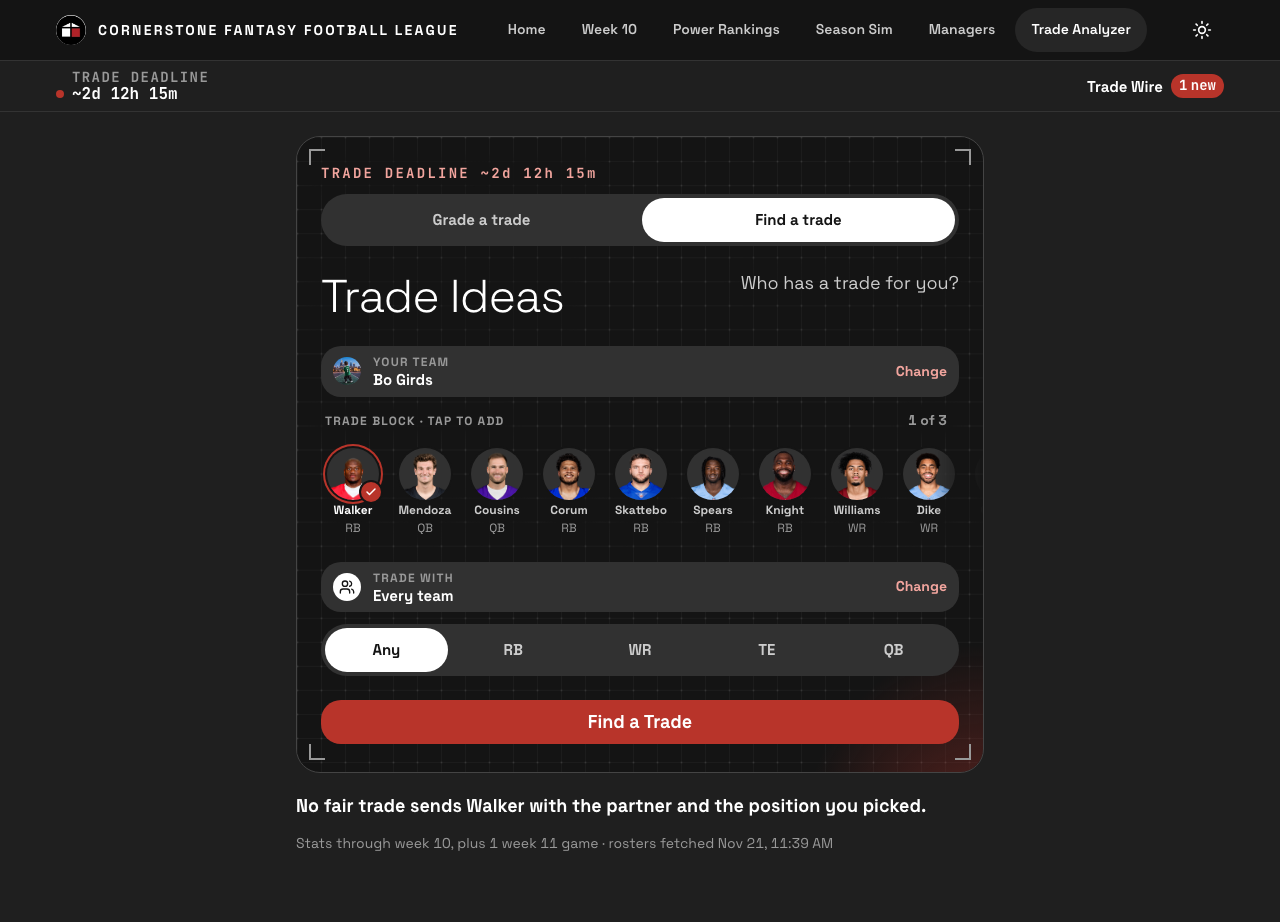 CORNERSTONE FANTASY FOOTBALL LEAGUE
Home
Week 10
Power Rankings
Season Sim
Managers
Trade Analyzer
TRADE DEADLINE
~2d 12h 15m
Trade Wire
1 new
TRADE DEADLINE ~2d 12h 15m
Grade a trade
Find a trade
Trade Ideas
Who has a trade for you?
YOUR TEAM
Bo Girds
Change
TRADE BLOCK · TAP TO ADD
1 of 3
Walker
RB
Mendoza
QB
Cousins
QB
Corum
RB
Skattebo
RB
Spears
RB
Knight
RB
Williams
WR
Dike
WR
TRADE WITH
Every team
Change
Any
RB
WR
TE
QB
Find a Trade
No fair trade sends Walker with the partner and the position you picked.
Stats through week 10, plus 1 week 11 game · rosters fetched Nov 21, 11:39 AM